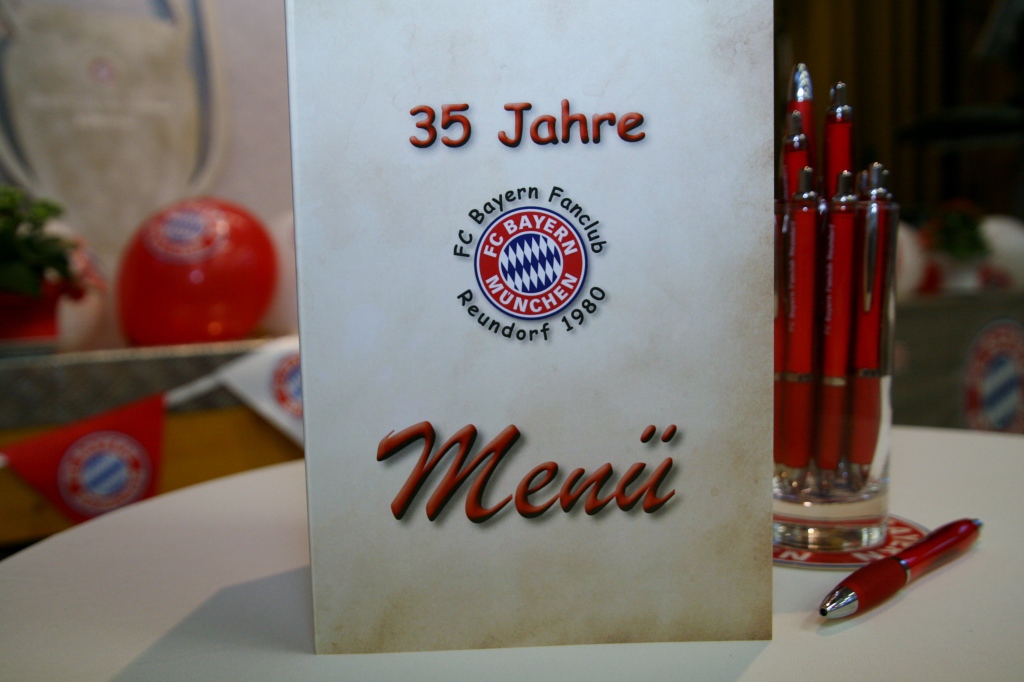 35 Jahre
FC Bayern Fanclub
FC BAYERN
MÜNCHEN
Reundorf 1980
Menü